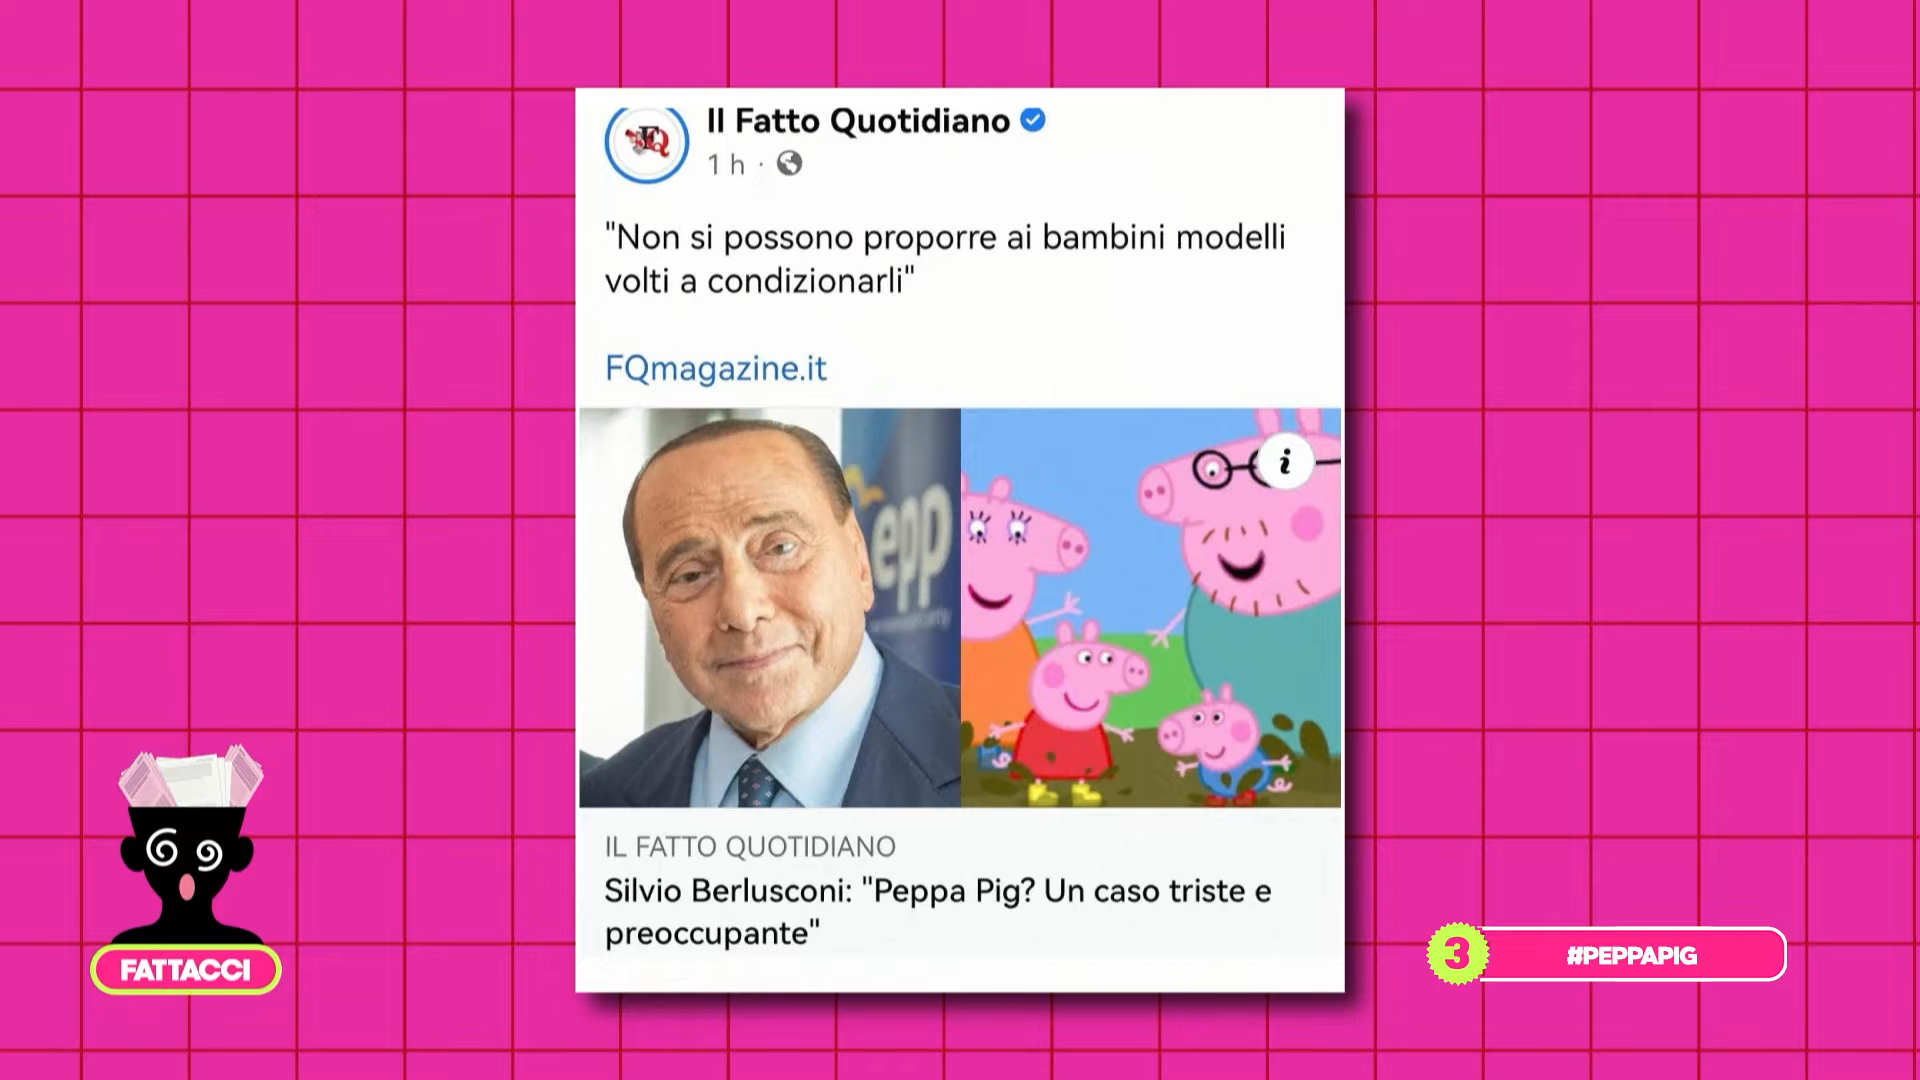 Il Fatto Quotidiano
1 h ·
"Non si possono proporre ai bambini modelli
volti a condizionarli"
FQmagazine.it
epp
i
IL FATTO QUOTIDIANO
Silvio Berlusconi: "Peppa Pig? Un caso triste e
preoccupante"
FATTACCI
3
#PEPPAPIG